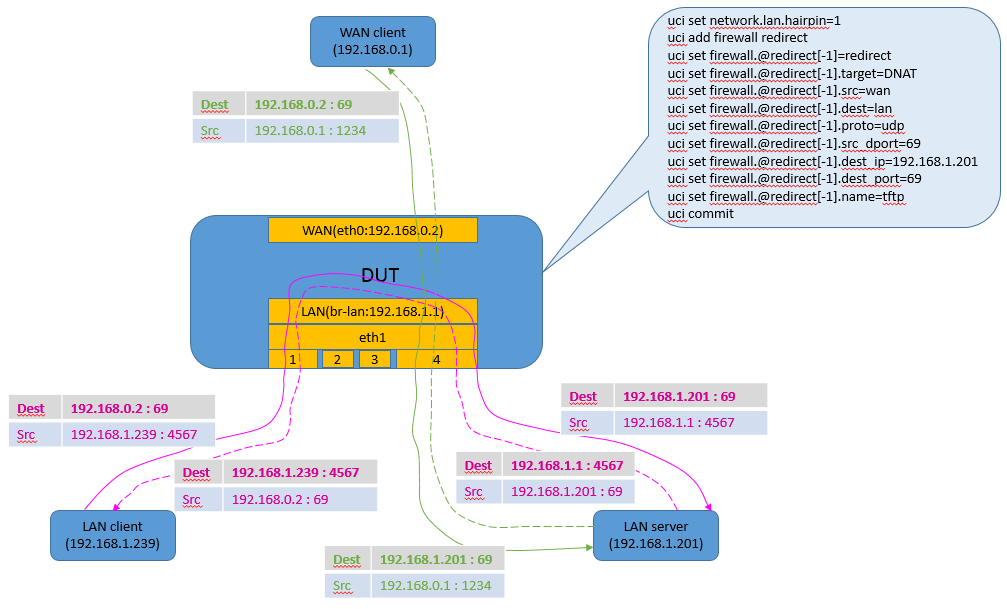 WAN client
(192.168.0.1)
uci set network.lan.hairpin=1
uci add firewall redirect
uci set firewall.@redirect[-1]=redirect
uci set firewall.@redirect[-1].target=DNAT
uci set firewall.@redirect[-1].src=wan
uci set firewall.@redirect[-1].dest=lan
uci set firewall.@redirect[-1].proto=udp
uci set firewall.@redirect[-1].src_dport=69
uci set firewall.@redirect[-1].dest_ip=192.168.1.201
uci set firewall.@redirect[-1].dest_port=69
uci set firewall.@redirect[-1].name=tftp
uci commit
Dest 192.168.0.2 : 69
Src 192.168.0.1 : 1234
WAN(eth0:192.168.0.2)
DUT
LAN(br-lan:192.168.1.1)
eth1
1 2 3 4
Dest 192.168.0.2 : 69
Src 192.168.1.239 : 4567
Dest 192.168.1.201 : 69
Src 192.168.1.1 : 4567
Dest 192.168.1.239 : 4567
Src 192.168.0.2 : 69
Dest 192.168.1.1 : 4567
Src 192.168.1.201 : 69
LAN client
(192.168.1.239)
LAN server
(192.168.1.201)
Dest 192.168.1.201 : 69
Src 192.168.0.1 : 1234